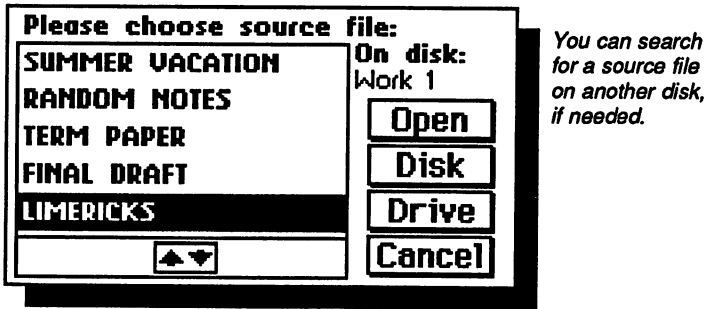 Please choose source file:
SUMMER VACATION
RANDOM NOTES
TERM PAPER
FINAL DRAFT
LIMERICKS
On disk:
Work 1
Open
Disk
Drive
Cancel
You can search
for a source file
on another disk,
if needed.